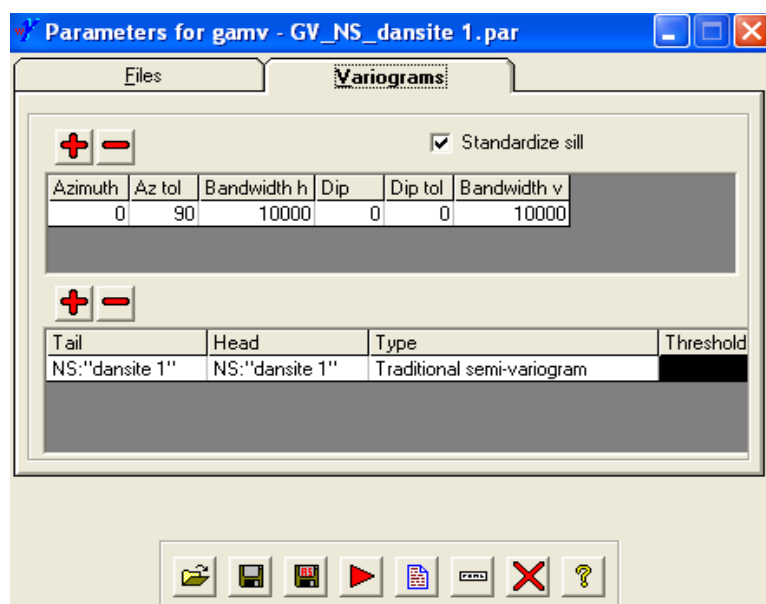 Parameters for gamv - GV_NS_dansite 1.par
Files Variograms
Standardize sill
Azimuth Az tol Bandwidth h Dip Dip tol Bandwidth v
0 90 10000 0 0 10000
Tail Head Type Threshold
NS:"dansite 1" NS:"dansite 1" Traditional semi-variogram